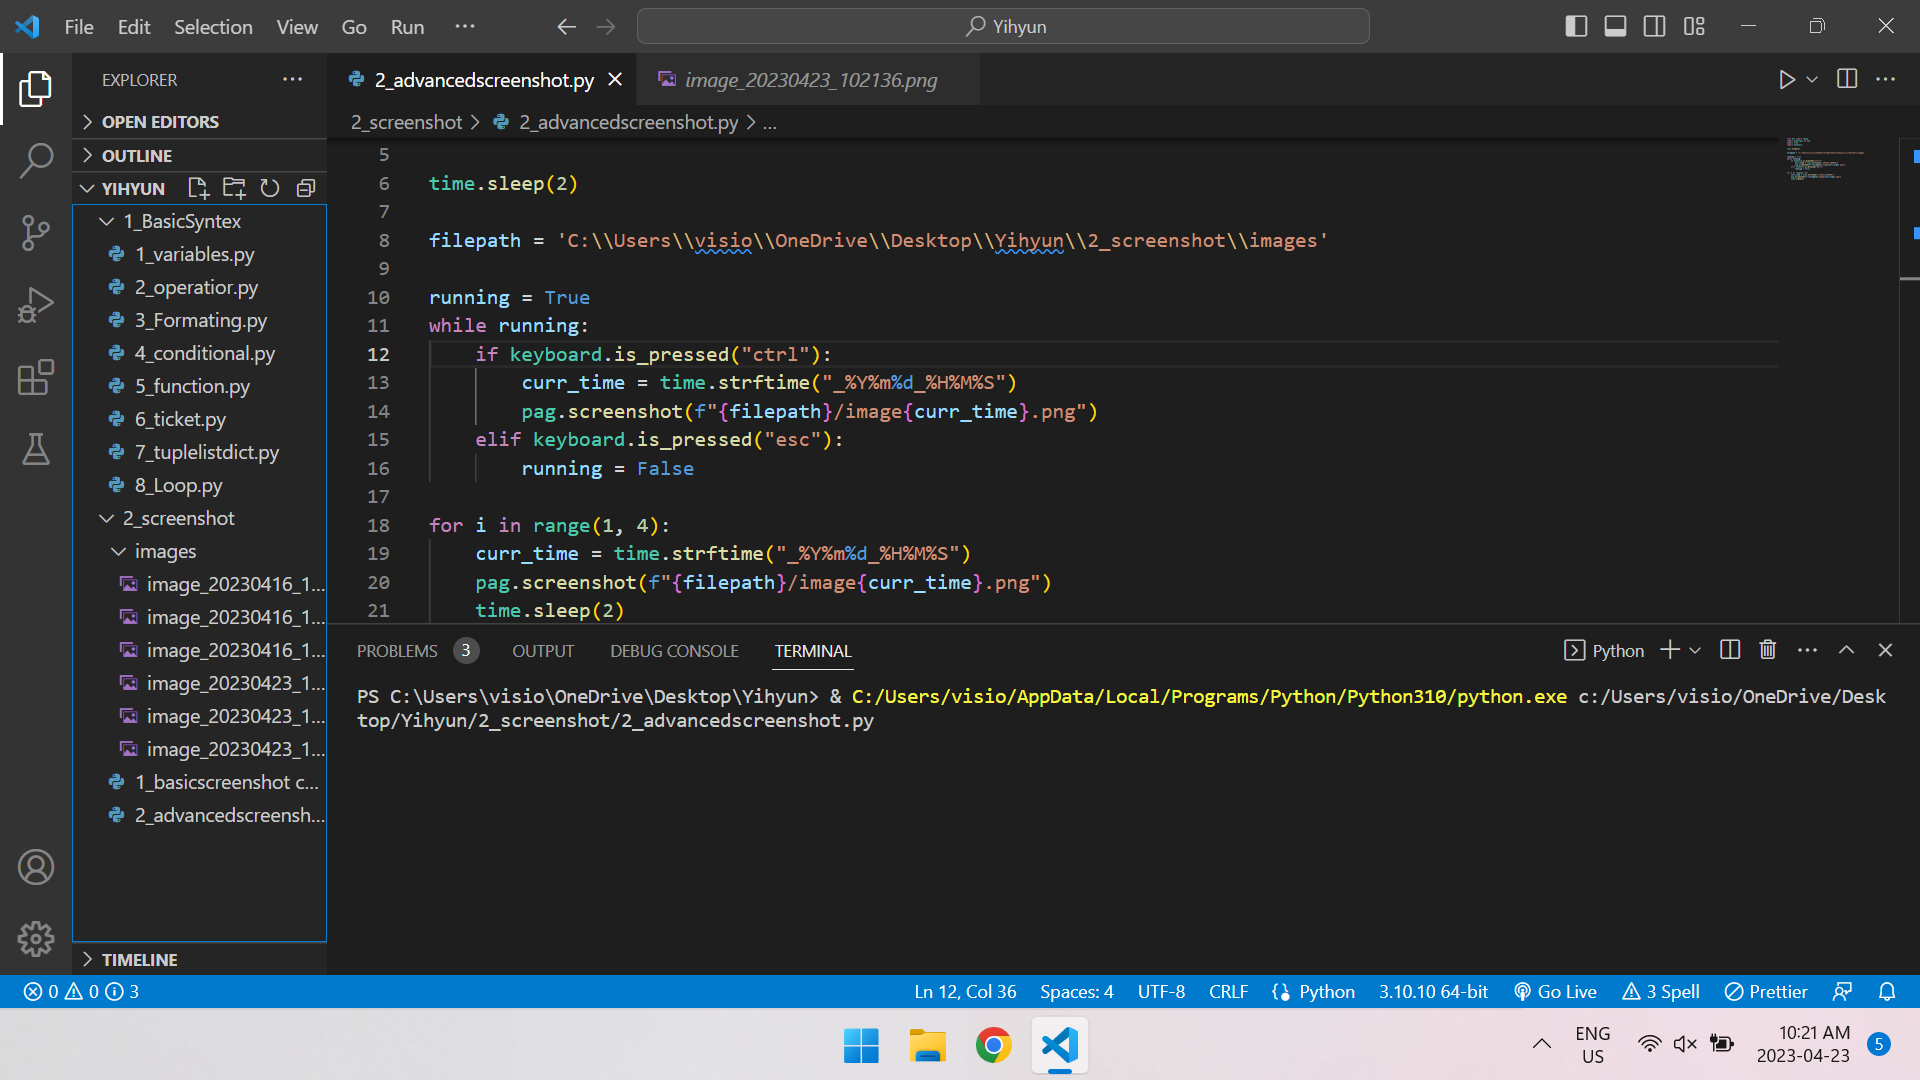 File Edit Selection View Go Run ··· Yihyun
EXPLORER ···
OPEN EDITORS
OUTLINE
YIHYUN
1_BasicSyntex
1_variables.py
2_operatior.py
3_Formating.py
4_conditional.py
5_function.py
6_ticket.py
7_tuplelistdict.py
8_Loop.py
2_screenshot
images
image_20230416_1...
image_20230416_1...
image_20230416_1...
image_20230423_1...
image_20230423_1...
image_20230423_1...
1_basicscreenshot c...
2_advancedscreensh...
TIMELINE
2_advancedscreenshot.py image_20230423_102136.png
2_screenshot > 2_advancedscreenshot.py > ...
5
6 time.sleep(2)
7
8 filepath = 'C:\\Users\\visio\\OneDrive\\Desktop\\Yihyun\\2_screenshot\\images'
9
10 running = True
11 while running:
12     if keyboard.is_pressed("ctrl"):
13         curr_time = time.strftime("_%Y%m%d_%H%M%S")
14         pag.screenshot(f"{filepath}/image{curr_time}.png")
15     elif keyboard.is_pressed("esc"):
16         running = False
17
18 for i in range(1, 4):
19     curr_time = time.strftime("_%Y%m%d_%H%M%S")
20     pag.screenshot(f"{filepath}/image{curr_time}.png")
21     time.sleep(2)
PROBLEMS 3 OUTPUT DEBUG CONSOLE TERMINAL Python
PS C:\Users\visio\OneDrive\Desktop\Yihyun> & C:/Users/visio/AppData/Local/Programs/Python/Python310/python.exe c:/Users/visio/OneDrive/Desk
top/Yihyun/2_screenshot/2_advancedscreenshot.py
0 0 3 Ln 12, Col 36 Spaces: 4 UTF-8 CRLF Python 3.10.10 64-bit Go Live 3 Spell Prettier
ENG
US
10:21 AM
2023-04-23
5